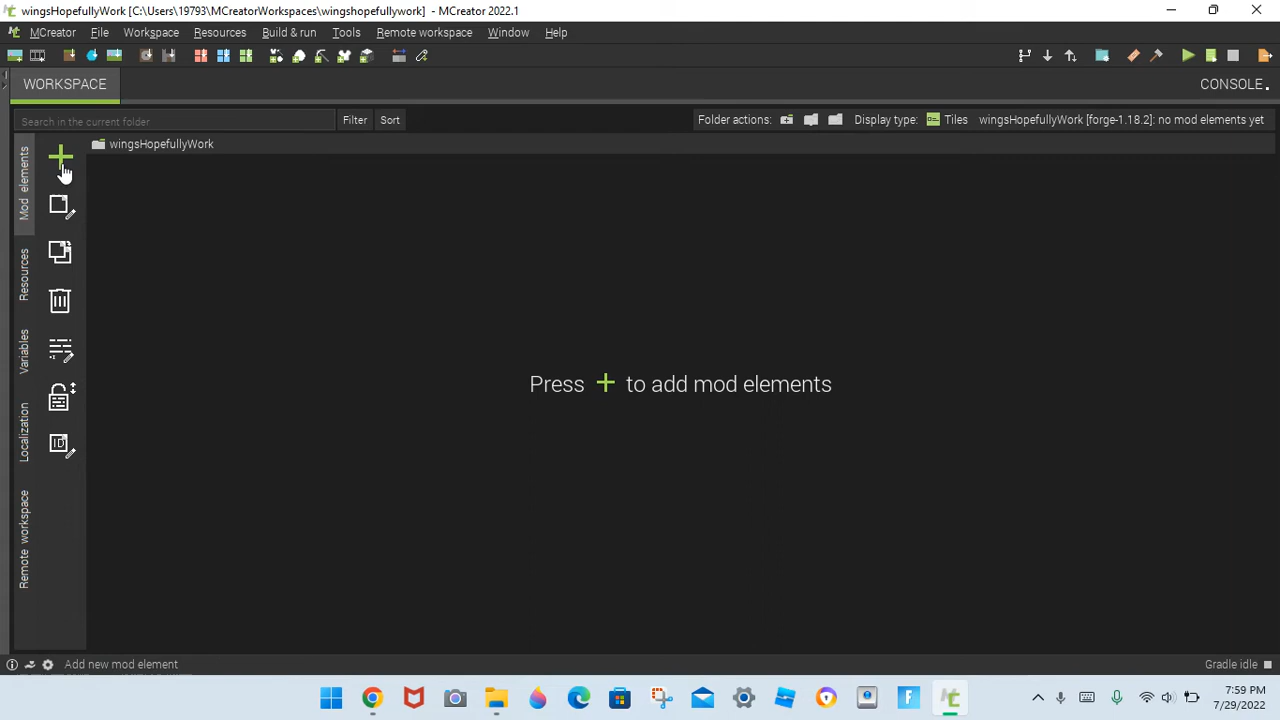 wingsHopefullyWork [C:\Users\19793\MCreatorWorkspaces\wingshopefullywork] - MCreator 2022.1
MCreator File Workspace Resources Build & run Tools Remote workspace Window Help
WORKSPACE
CONSOLE
Search in the current folder
Filter
Sort
Folder actions:
Display type:
Tiles
wingsHopefullyWork [forge-1.18.2]: no mod elements yet
wingsHopefullyWork
Mod elements
Resources
Variables
Localization
Remote workspace
ID
Press + to add mod elements
Add new mod element
Gradle idle
7:59 PM
7/29/2022